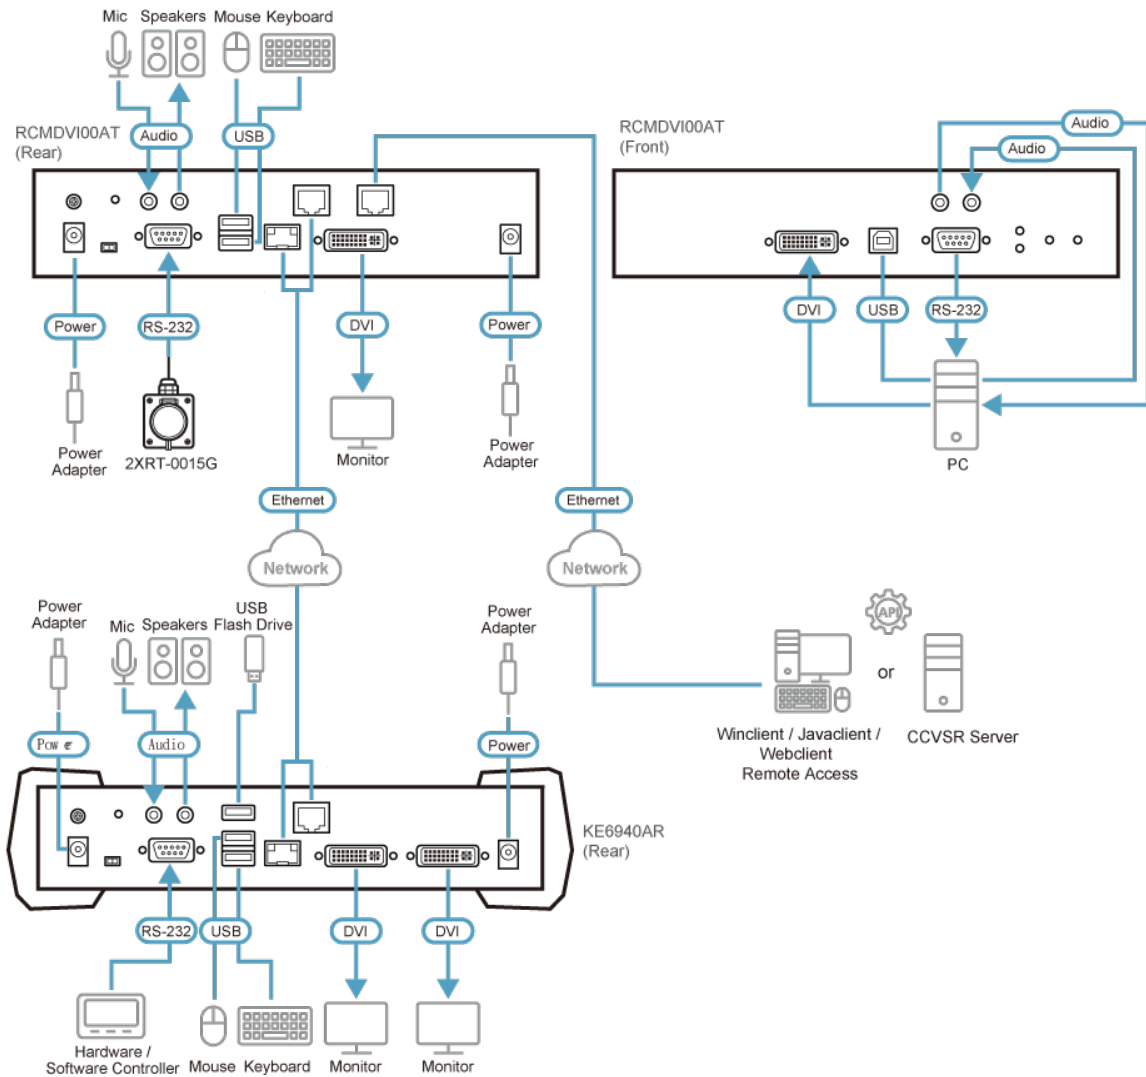 Mic Speakers Mouse Keyboard
RCMDVI00AT
(Rear)
Audio
USB
RCMDVI00AT
(Front)
Audio
Audio
Power
RS-232
DVI
Power
DVI
USB
RS-232
Power
Adapter
2XRT-0015G
Monitor
Power
Adapter
PC
Ethernet
Ethernet
Network
Network
Power
Adapter
Mic Speakers
USB
Flash Drive
Power
Adapter
API
or
Winclient / Javaclient /
Webclient
Remote Access
CCVSR Server
Power
Audio
Power
KE6940AR
(Rear)
RS-232
USB
DVI
DVI
Hardware /
Software Controller
Mouse Keyboard
Monitor
Monitor